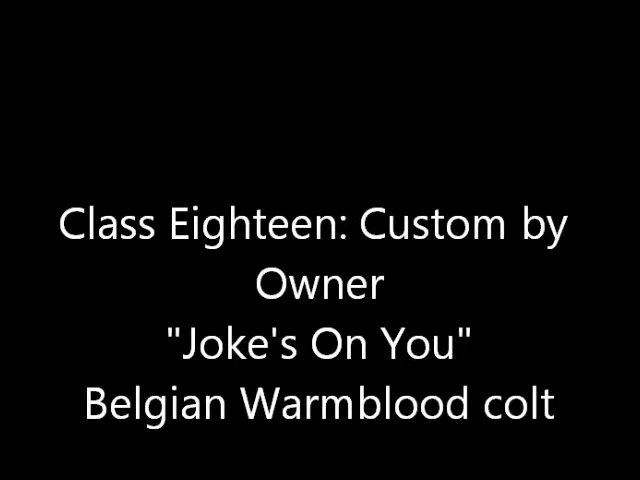 Class Eighteen: Custom by
Owner
"Joke's On You"
Belgian Warmblood colt